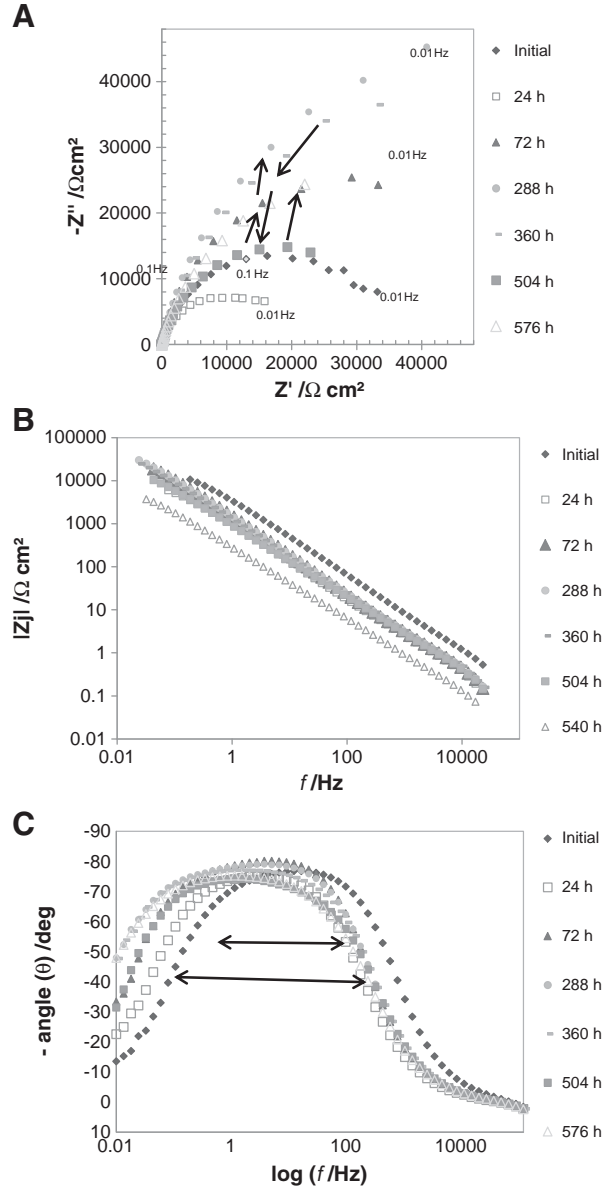 A
40000
30000
20000
10000
0
0
10000
20000
30000
40000
-Z'' /Ωcm²
Z' /Ω cm²
0.01Hz
0.01Hz
0.1Hz
0.1 Hz
0.01Hz
0.01Hz
Initial
24 h
72 h
288 h
360 h
504 h
576 h
B
100000
10000
1000
100
10
1
0.1
0.01
0.01
1
100
10000
|Zj| /Ω cm²
f /Hz
Initial
24 h
72 h
288 h
360 h
504 h
540 h
C
-90
-80
-70
-60
-50
-40
-30
-20
-10
0
10
0.01
1
100
10000
- angle (θ) /deg
log (f /Hz)
Initial
24 h
72 h
288 h
360 h
504 h
576 h